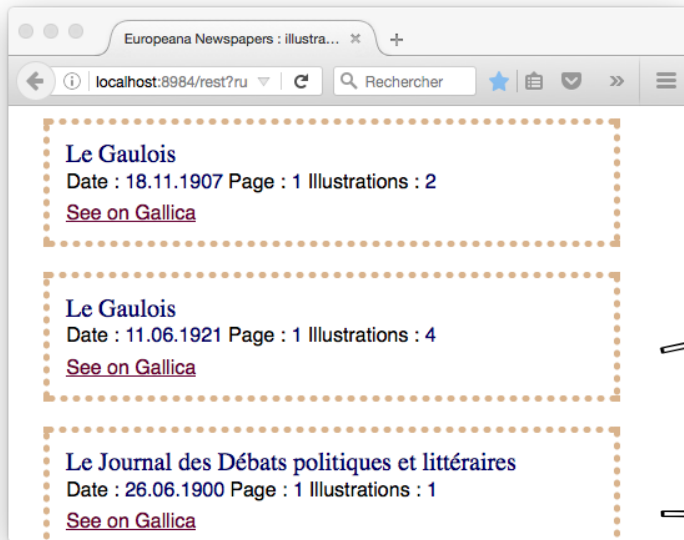 Europeana Newspapers : illustra...
localhost:8984/rest?ru
Rechercher
Le Gaulois
Date : 18.11.1907 Page : 1 Illustrations : 2
See on Gallica
Le Gaulois
Date : 11.06.1921 Page : 1 Illustrations : 4
See on Gallica
Le Journal des Débats politiques et littéraires
Date : 26.06.1900 Page : 1 Illustrations : 1
See on Gallica